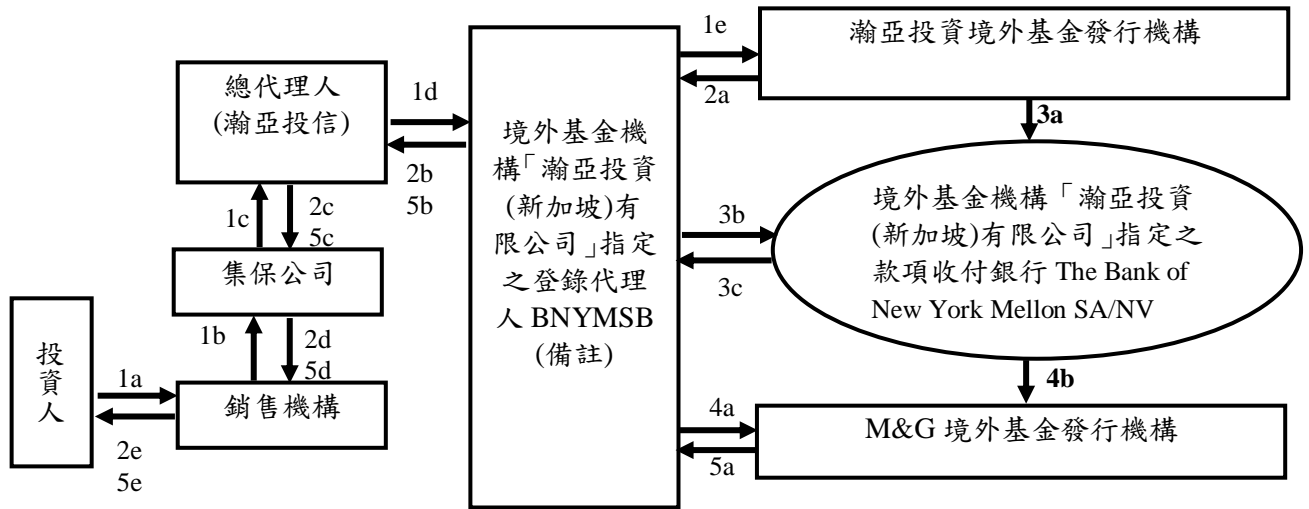 1e
瀚亞投資境外基金發行機構
2a
總代理人
(瀚亞投信)
1d
2b
5b
境外基金機
構「瀚亞投資
(新加坡)有
限公司」指定
之登錄代理
人 BNYMSB
(備註)
3a
境外基金機構「瀚亞投資
(新加坡)有限公司」指定之
款項收付銀行 The Bank of
New York Mellon SA/NV
3b
3c
1c
2c
5c
集保公司
1b
2d
5d
投
資
人
1a
2e
5e
銷售機構
4b
4a
5a
M&G 境外基金發行機構